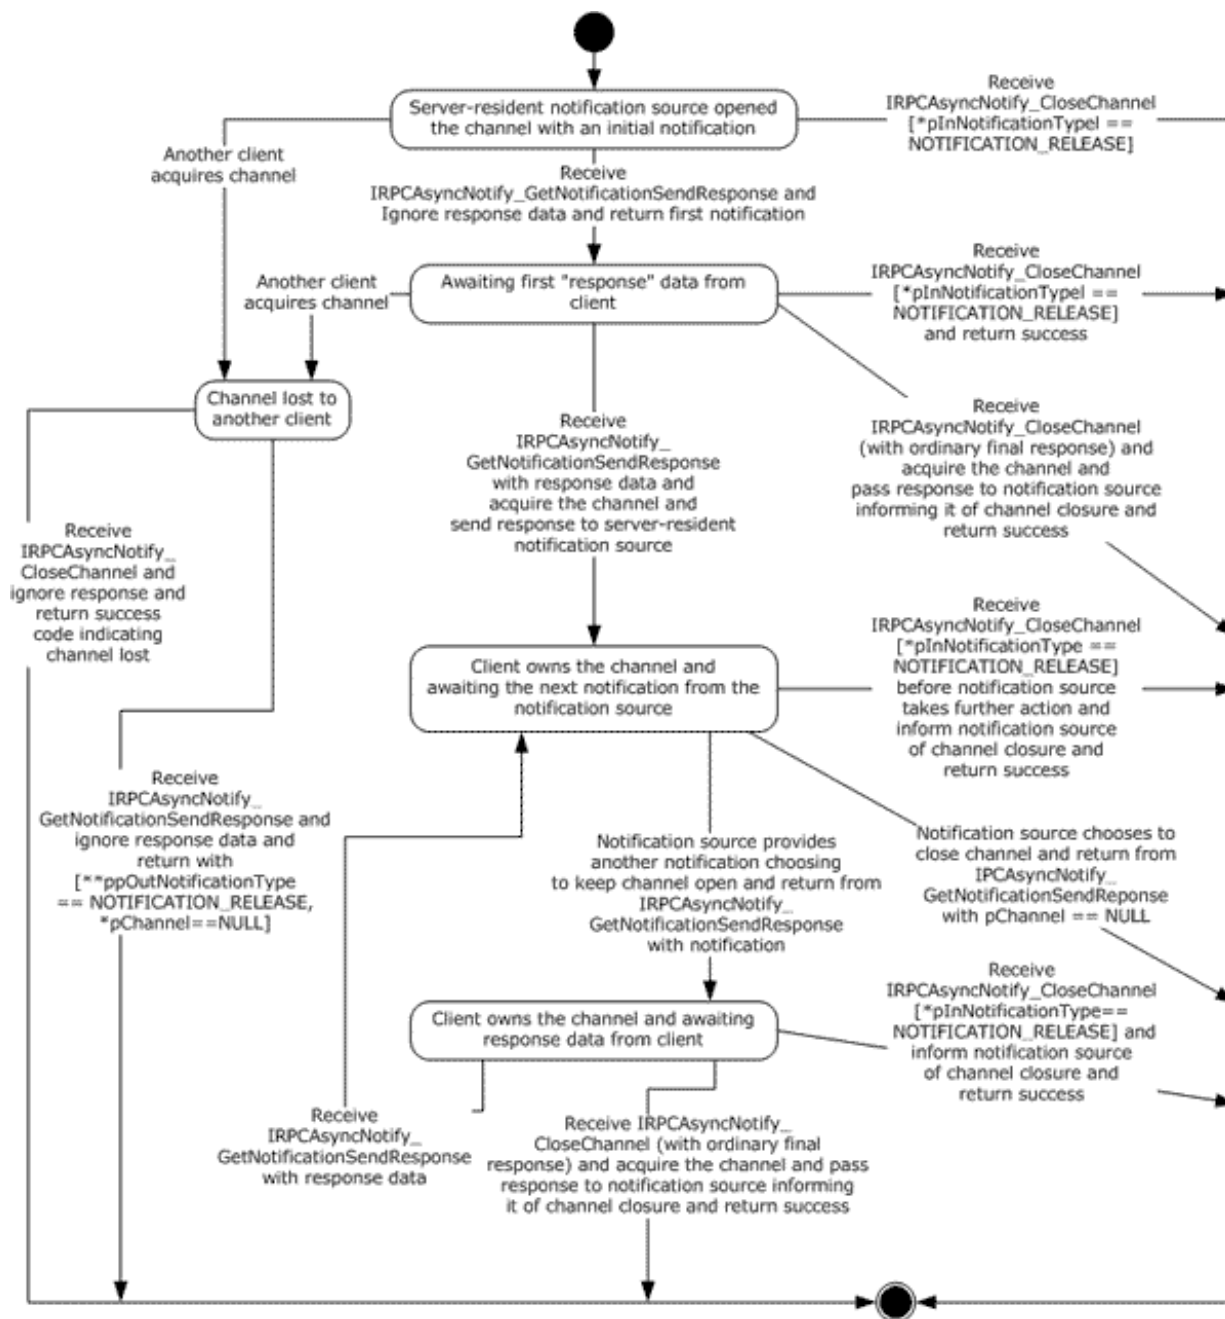 Server-resident notification source opened
the channel with an initial notification
Receive
IRPCAsyncNotify_CloseChannel
[*pInNotificationTypel ==
NOTIFICATION_RELEASE]
Another client
acquires channel
Receive
IRPCAsyncNotify_GetNotificationSendResponse and
Ignore response data and return first notification
Another client
acquires channel
Awaiting first "response" data from
client
Receive
IRPCAsyncNotify_CloseChannel
[*pInNotificationTypel ==
NOTIFICATION_RELEASE]
and return success
Channel lost to
another client
Receive
IRPCAsyncNotify_
GetNotificationSendResponse
with response data and
acquire the channel and
send response to server-resident
notification source
Receive
IRPCAsyncNotify_CloseChannel
(with ordinary final response) and
acquire the channel and
pass response to notification source
informing it of channel closure and
return success
Receive
IRPCAsyncNotify_
CloseChannel and
ignore response and
return success
code indicating
channel lost
Client owns the channel and
awaiting the next notification from the
notification source
Receive
IRPCAsyncNotify_CloseChannel
[*pInNotificationType ==
NOTIFICATION_RELEASE]
before notification source
takes further action and
inform notification source
of channel closure and
return success
Receive
IRPCAsyncNotify_
GetNotificationSendResponse and
ignore response data and
return with
[**ppOutNotificationType
== NOTIFICATION_RELEASE,
*pChannel==NULL]
Notification source provides
another notification choosing
to keep channel open and return from
IRPCAsyncNotify_
GetNotificationSendResponse
with notification
Notification source chooses to
close channel and return from
IPCAsyncNotify_
GetNotificationSendReponse
with pChannel == NULL
Client owns the channel and awaiting
response data from client
Receive
IRPCAsyncNotify_CloseChannel
[*pInNotificationType==
NOTIFICATION_RELEASE] and
inform notification source
of channel closure and
return success
Receive
IRPCAsyncNotify_
GetNotificationSendResponse
with response data
Receive IRPCAsyncNotify_
CloseChannel (with ordinary final
response) and acquire the channel and pass
response to notification source informing
it of channel closure and return success